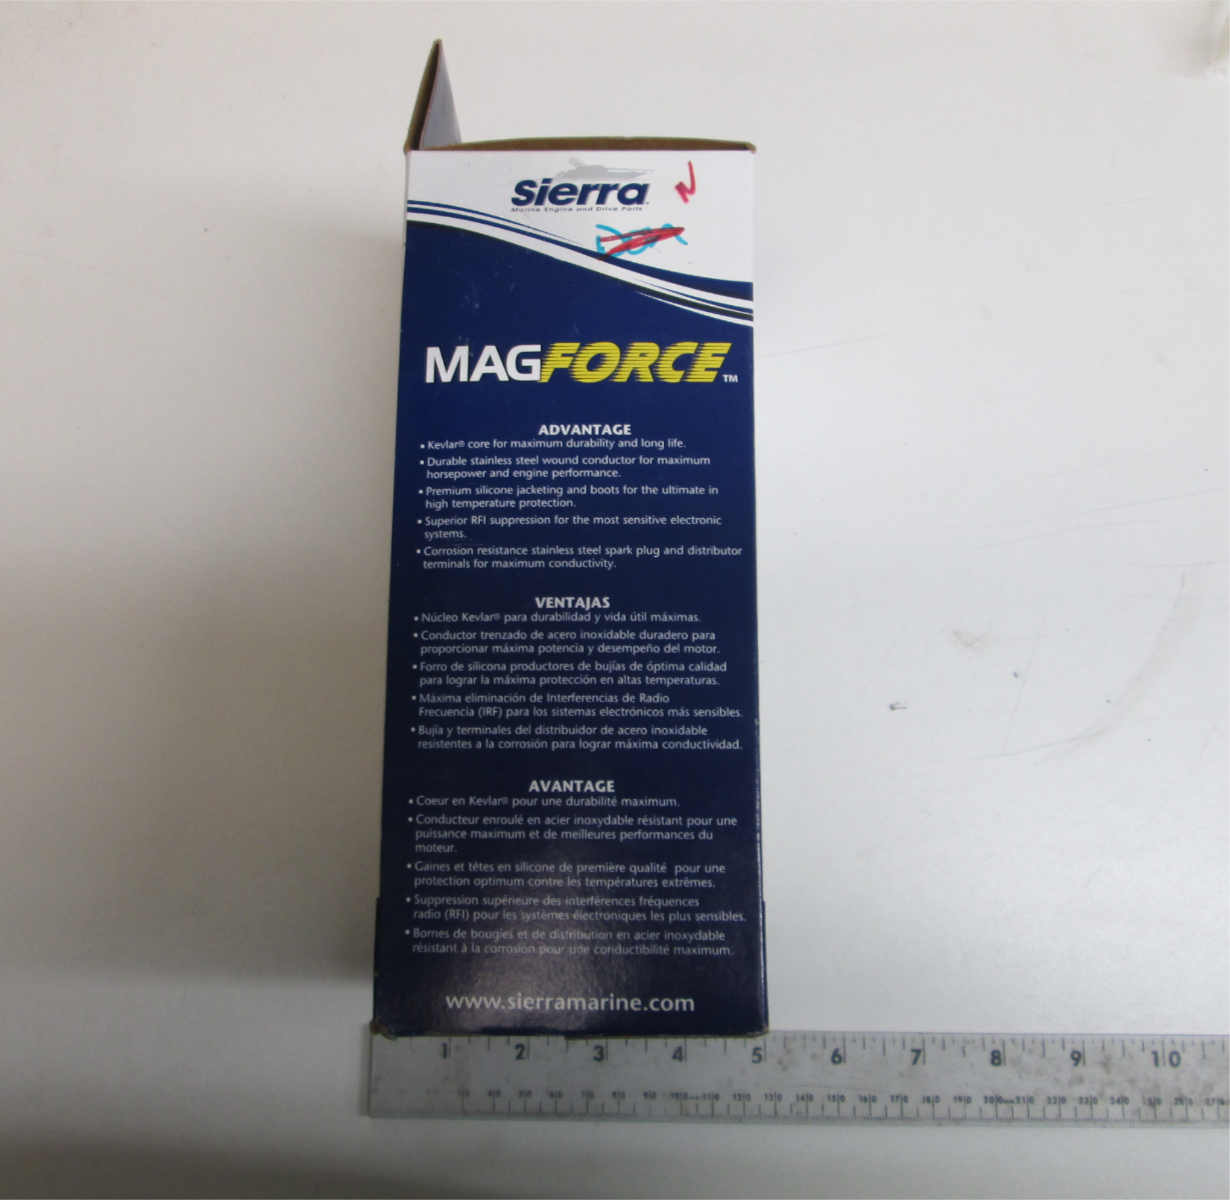 Sierra
Marine Engine and Drive Parts
N
MAGFORCE™
ADVANTAGE
• Kevlar® core for maximum durability and long life.
• Durable stainless steel wound conductor for maximum
horsepower and engine performance.
• Premium silicone jacketing and boots for the ultimate in
high temperature protection.
• Superior RFI suppression for the most sensitive electronic
systems.
• Corrosion resistance stainless steel spark plug and distributor
terminals for maximum conductivity.
VENTAJAS
• Núcleo Kevlar® para durabilidad y vida útil máximas.
• Conductor trenzado de acero inoxidable duradero para
proporcionar máxima potencia y desempeño del motor.
• Forro de silicona productores de bujías de óptima calidad
para lograr la máxima protección en altas temperaturas.
• Máxima eliminación de Interferencias de Radio
Frecuencia (IRF) para los sistemas electrónicos más sensibles.
• Bujía y terminales del distribuidor de acero inoxidable
resistentes a la corrosión para lograr máxima conductividad.
AVANTAGE
• Coeur en Kevlar® pour une durabilité maximum.
• Conducteur enroulé en acier inoxydable résistant pour une
puissance maximum et de meilleures performances du
moteur.
• Gaines et têtes en silicone de première qualité pour une
protection optimum contre les températures extrêmes.
• Suppression supérieure des interférences fréquences
radio (RFI) pour les systèmes électroniques les plus sensibles.
• Bornes de bougies et de distribution en acier inoxydable
résistant à la corrosion pour une conductibilité maximum.
www.sierramarine.com
1 2 3 4 5 6 7 8 9 10